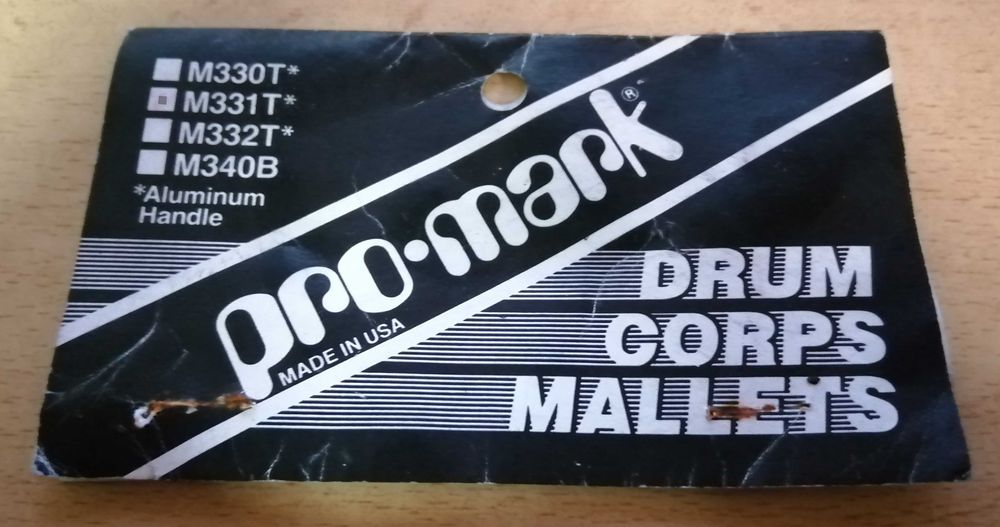 M330T*
M331T*
M332T*
M340B
*Aluminum
Handle
pro-mark®
MADE IN USA
DRUM
CORPS
MALLETS